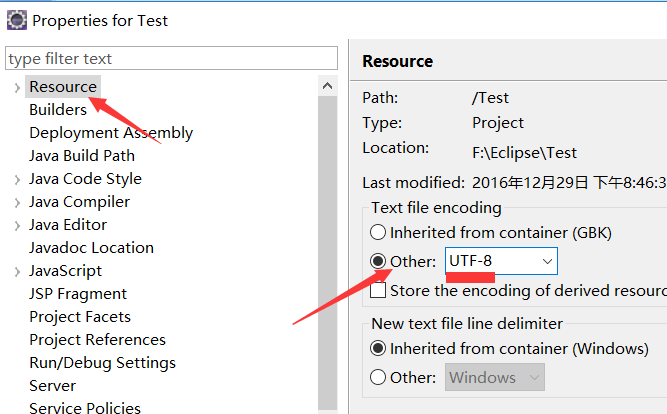 Properties for Test
type filter text
Resource
Builders
Deployment Assembly
Java Build Path
Java Code Style
Java Compiler
Java Editor
Javadoc Location
JavaScript
JSP Fragment
Project Facets
Project References
Run/Debug Settings
Server
Service Policies
Resource
Path: /Test
Type: Project
Location: F:\Eclipse\Test
Last modified: 2016年12月29日 下午8:46:3
Text file encoding
Inherited from container (GBK)
Other: UTF-8
Store the encoding of derived resour
New text file line delimiter
Inherited from container (Windows)
Other: Windows